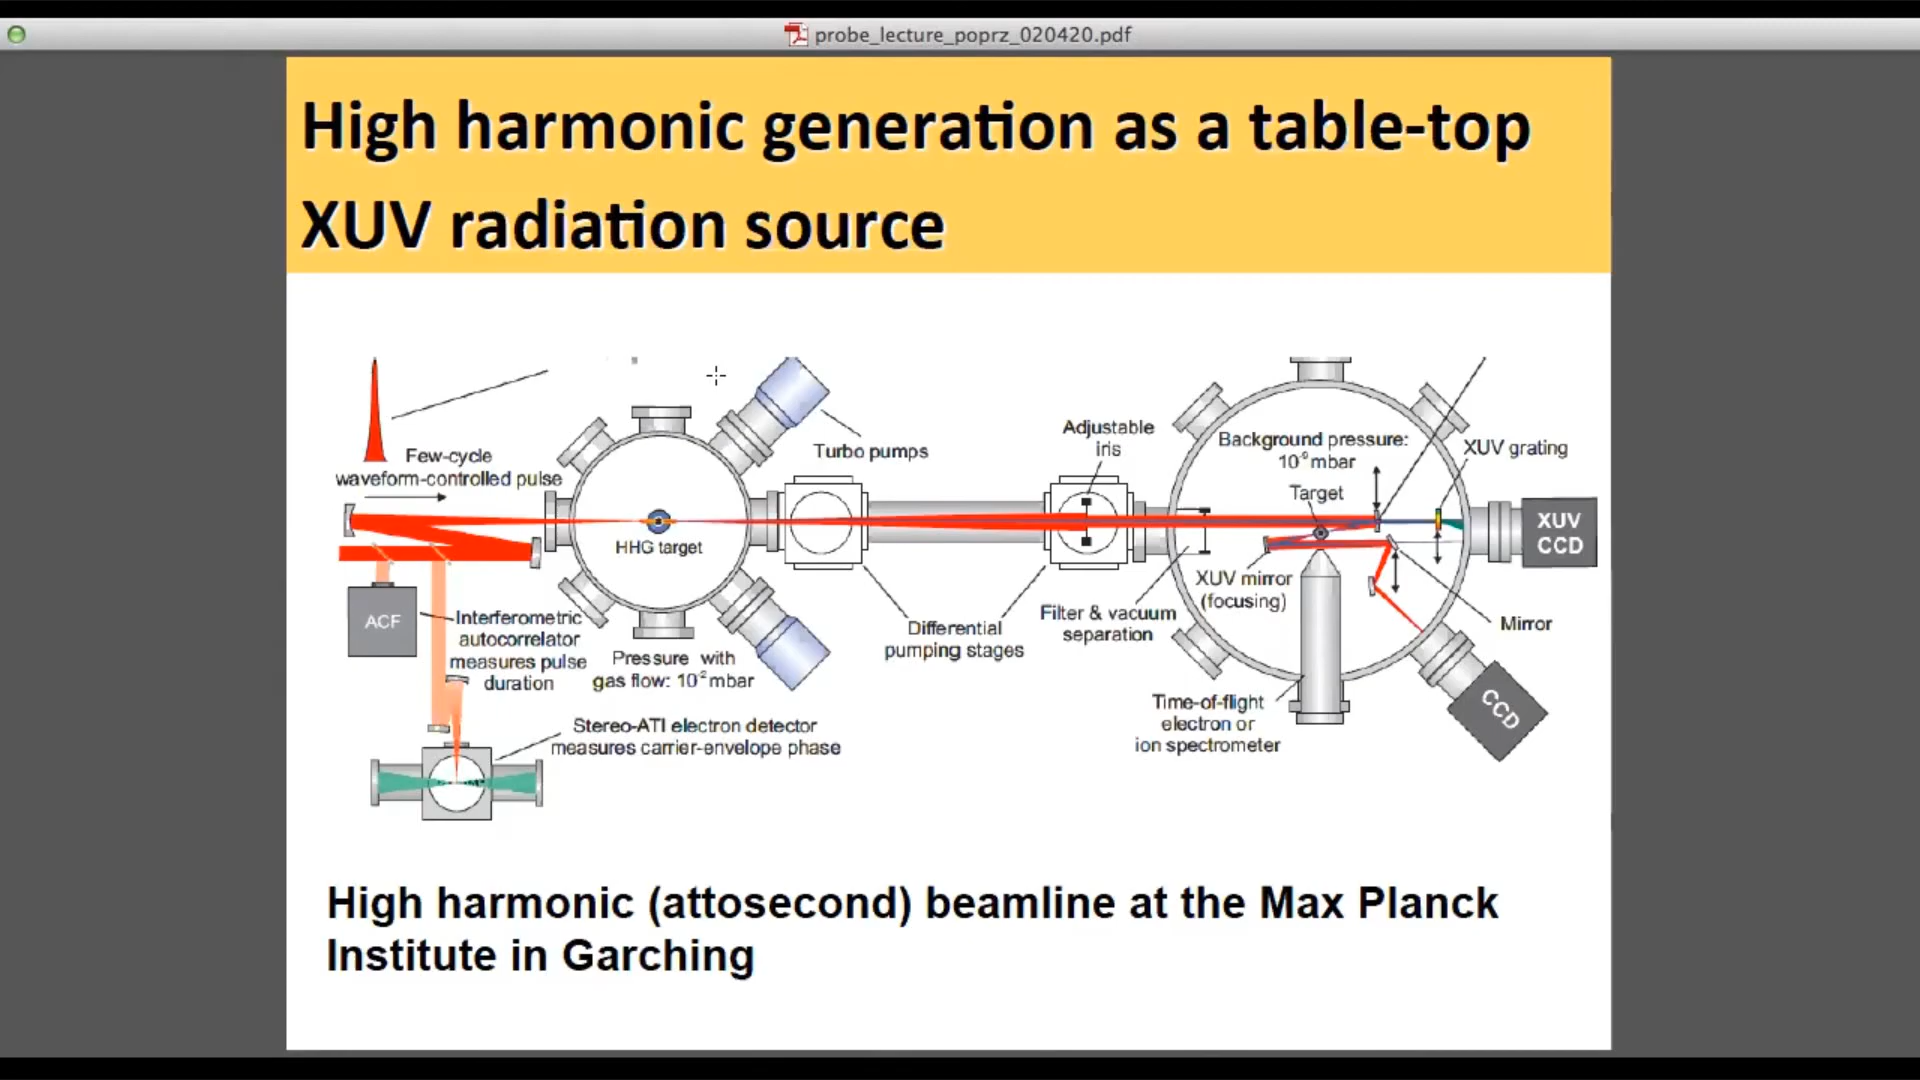 probe_lecture_poprz_020420.pdf
High harmonic generation as a table-top
XUV radiation source
Few-cycle
waveform-controlled pulse
HHG target
Turbo pumps
ACF
Interferometric
autocorrelator
measures pulse
duration
Pressure with
gas flow: 10⁻² mbar
Stereo-ATI electron detector
measures carrier-envelope phase
Differential
pumping stages
Adjustable
iris
Filter & vacuum
separation
Background pressure:
10⁻⁹ mbar
Target
XUV mirror
(focusing)
Time-of-flight
electron or
ion spectrometer
XUV grating
XUV
CCD
Mirror
CCD
High harmonic (attosecond) beamline at the Max Planck
Institute in Garching